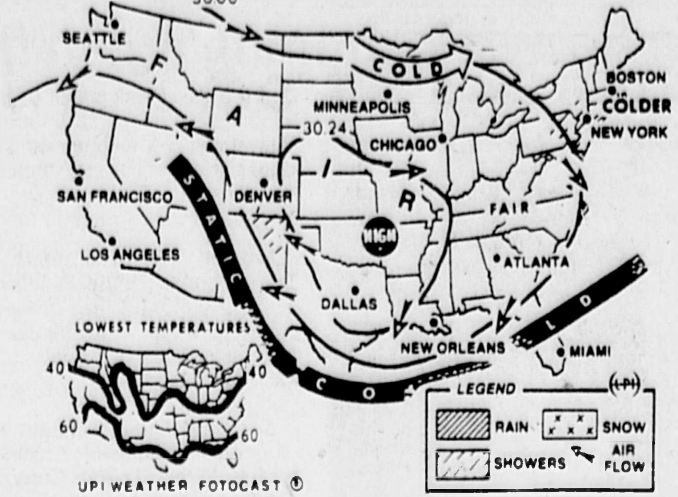 30.00
SEATTLE
F
COLD
BOSTON
COLDER
MINNEAPOLIS
A
NEW YORK
30.24
CHICAGO
I
SAN FRANCISCO
DENVER
R
FAIR
STATIC
HIGH
LOS ANGELES
ATLANTA
DALLAS
LD
LOWEST TEMPERATURES
NEW ORLEANS
MIAMI
40
40
CO
LEGEND
(UPI)
RAIN
SNOW
60
60
SHOWERS
AIR
FLOW
UPI WEATHER FOTOCAST